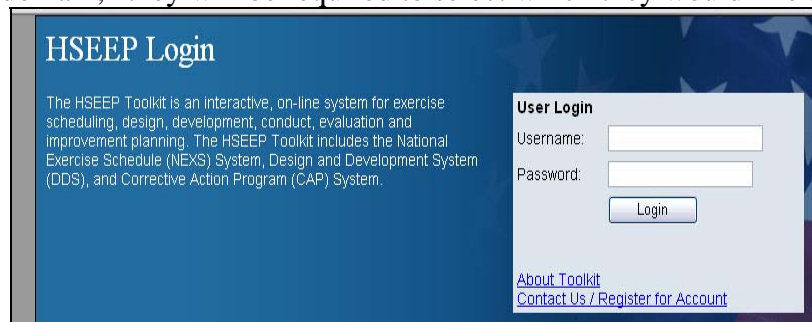 HSEEP Login
The HSEEP Toolkit is an interactive, on-line system for exercise
scheduling, design, development, conduct, evaluation and
improvement planning. The HSEEP Toolkit includes the National
Exercise Schedule (NEXS) System, Design and Development System
(DDS), and Corrective Action Program (CAP) System.
User Login
Username:
Password:
Login
About Toolkit
Contact Us / Register for Account